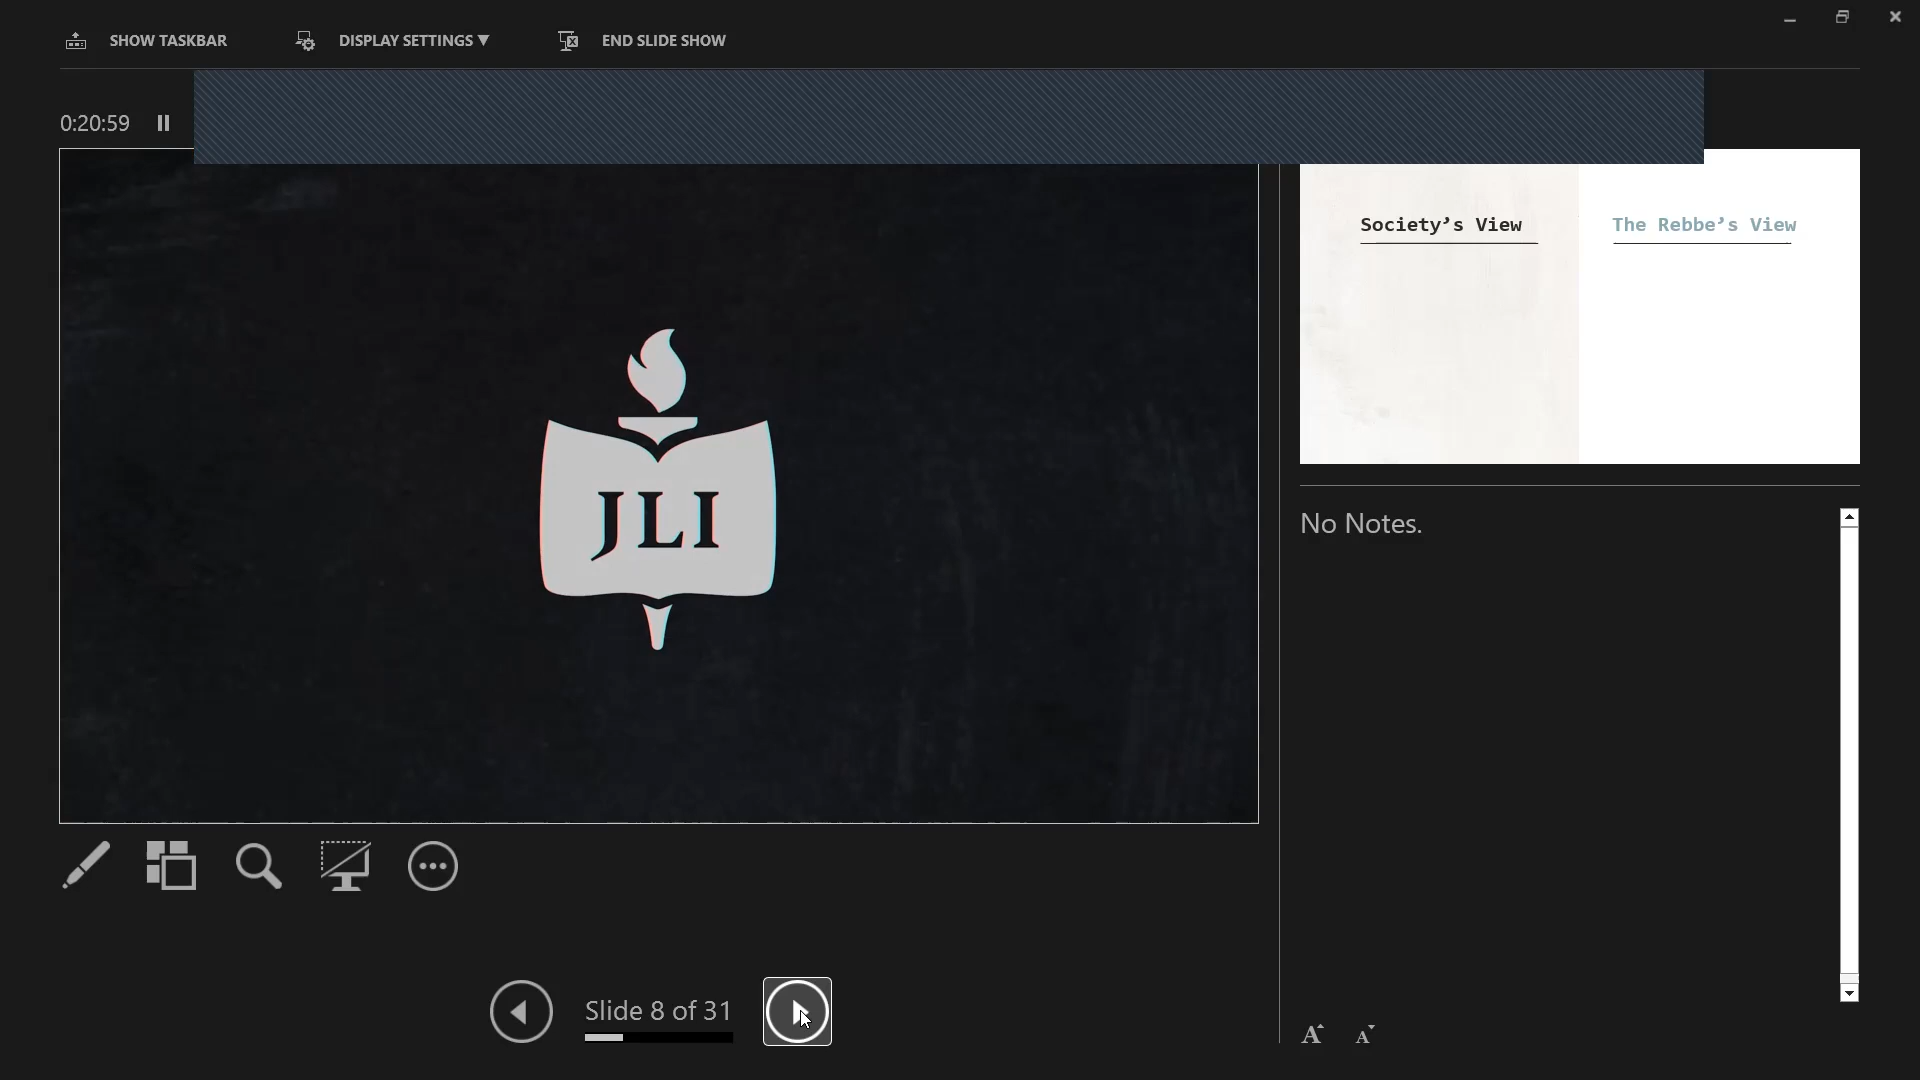 SHOW TASKBAR
DISPLAY SETTINGS ▼
END SLIDE SHOW
0:20:59
JLI
Society’s View
The Rebbe’s View
No Notes.
Slide 8 of 31
A A